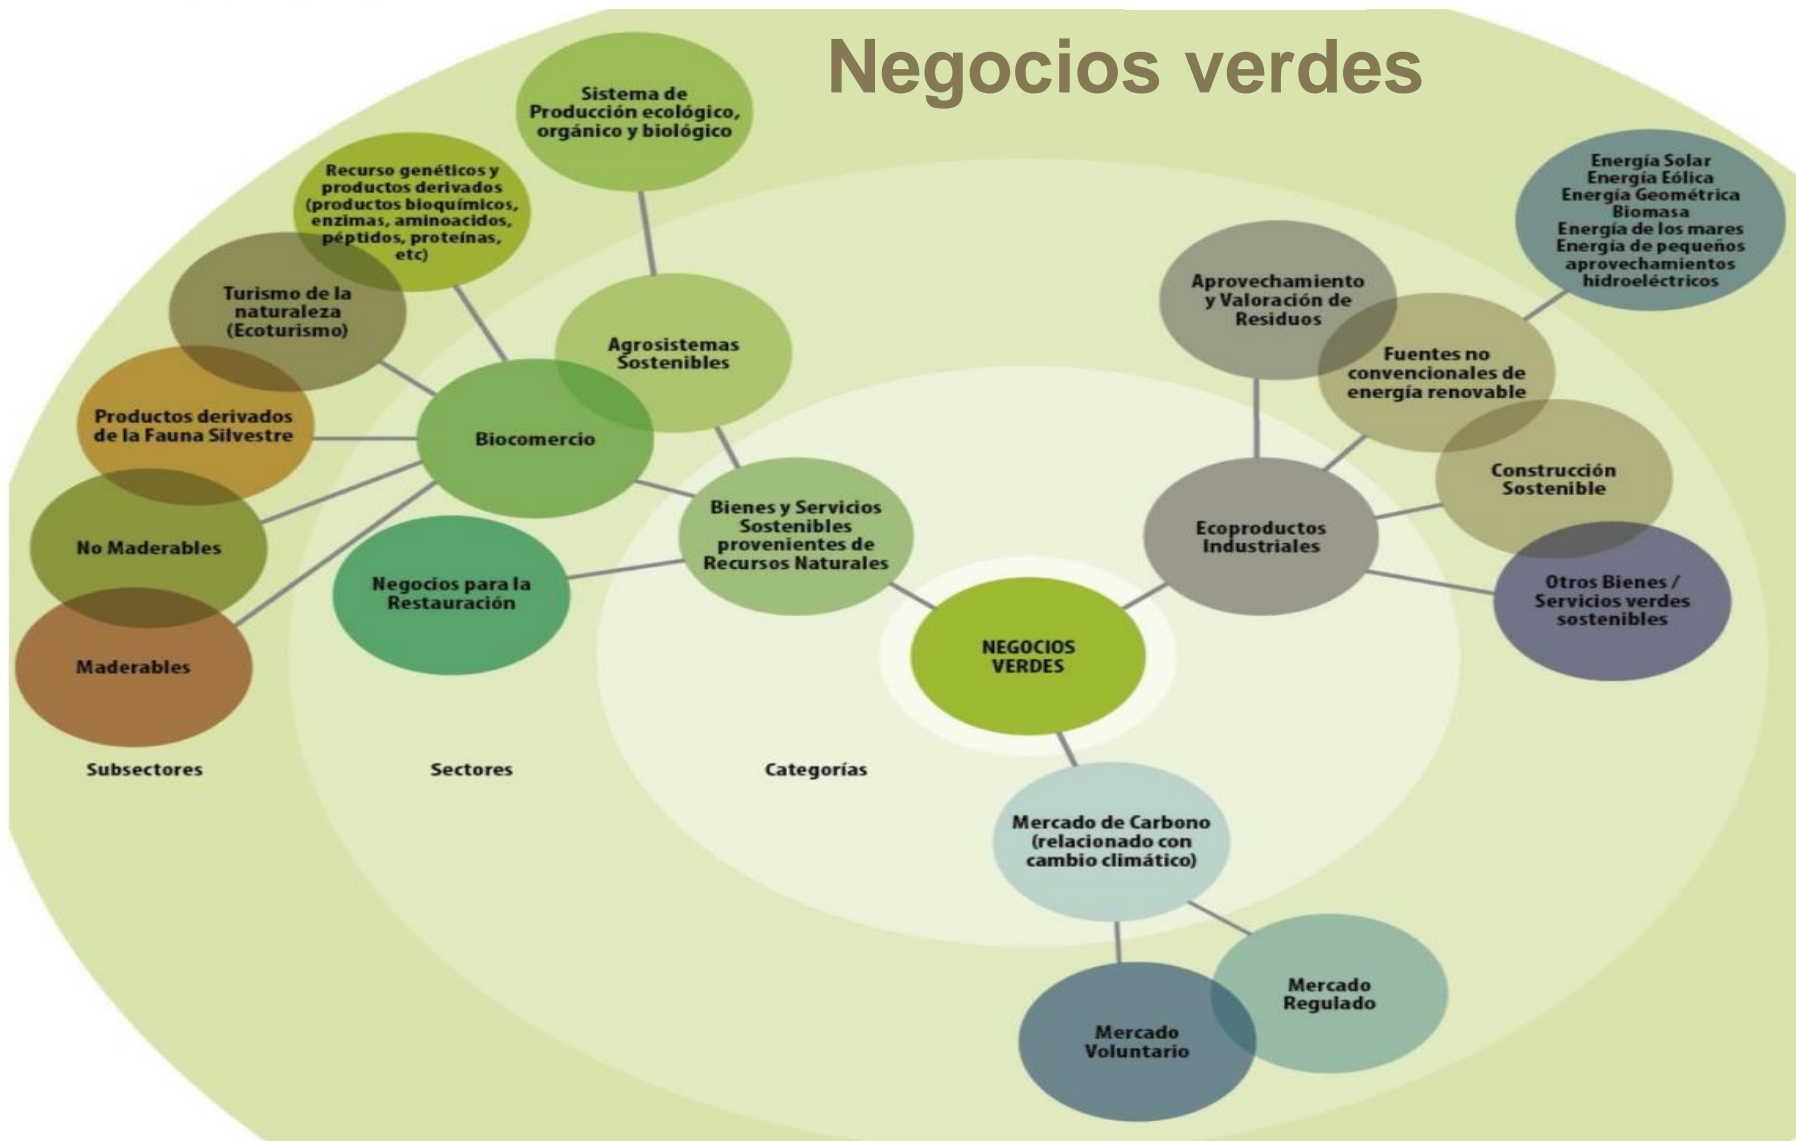 Negocios verdes
Sistema de
Producción ecológico,
orgánico y biológico
Recurso genéticos y
productos derivados
(productos bioquímicos,
enzimas, aminoacidos,
péptidos, proteínas,
etc)
Turismo de la
naturaleza
(Ecoturismo)
Productos derivados
de la Fauna Silvestre
No Maderables
Maderables
Agrosistemas
Sostenibles
Biocomercio
Negocios para la
Restauración
Bienes y Servicios
Sostenibles
provenientes de
Recursos Naturales
NEGOCIOS
VERDES
Ecoproductos
Industriales
Aprovechamiento
y Valoración de
Residuos
Fuentes no
convencionales de
energía renovable
Energía Solar
Energía Eólica
Energía Geométrica
Biomasa
Energía de los mares
Energía de pequeños
aprovechamientos
hidroeléctricos
Construcción
Sostenible
Otros Bienes /
Servicios verdes
sostenibles
Subsectores
Sectores
Categorías
Mercado de Carbono
(relacionado con
cambio climático)
Mercado
Regulado
Mercado
Voluntario